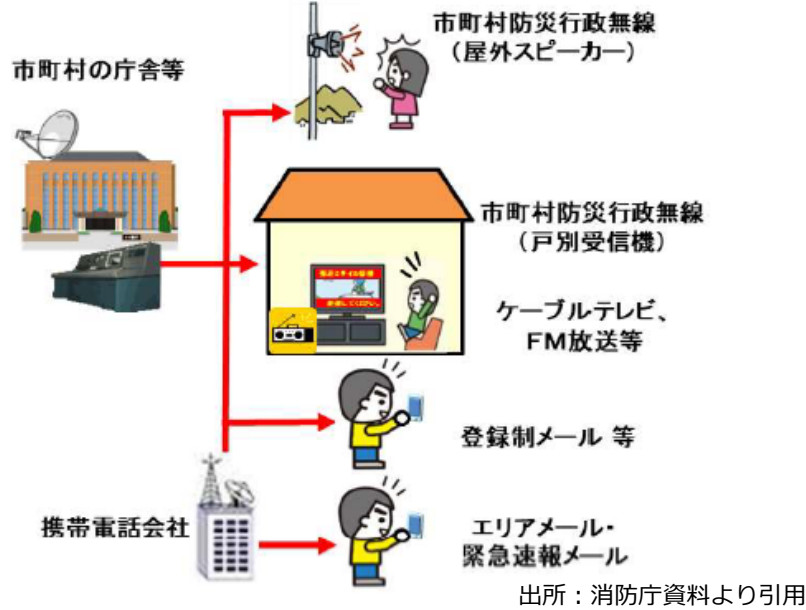 市町村の庁舎等
市町村防災行政無線
（屋外スピーカー）
市町村防災行政無線
（戸別受信機）
ケーブルテレビ、
FM放送等
登録制メール 等
携帯電話会社
エリアメール・
緊急速報メール
出所：消防庁資料より引用